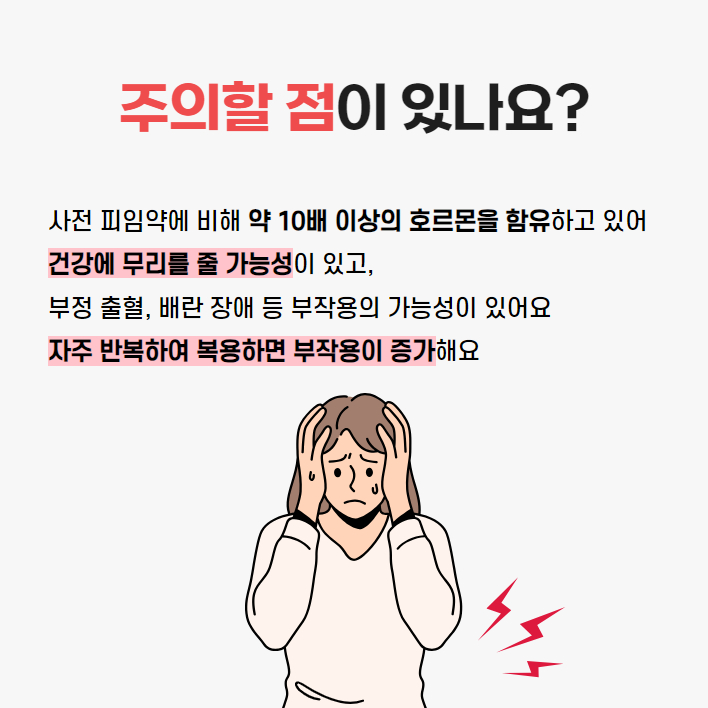 주의할 점이 있나요?
사전 피임약에 비해 약 10배 이상의 호르몬을 함유하고 있어
건강에 무리를 줄 가능성이 있고,
부정 출혈, 배란 장애 등 부작용의 가능성이 있어요
자주 반복하여 복용하면 부작용이 증가해요